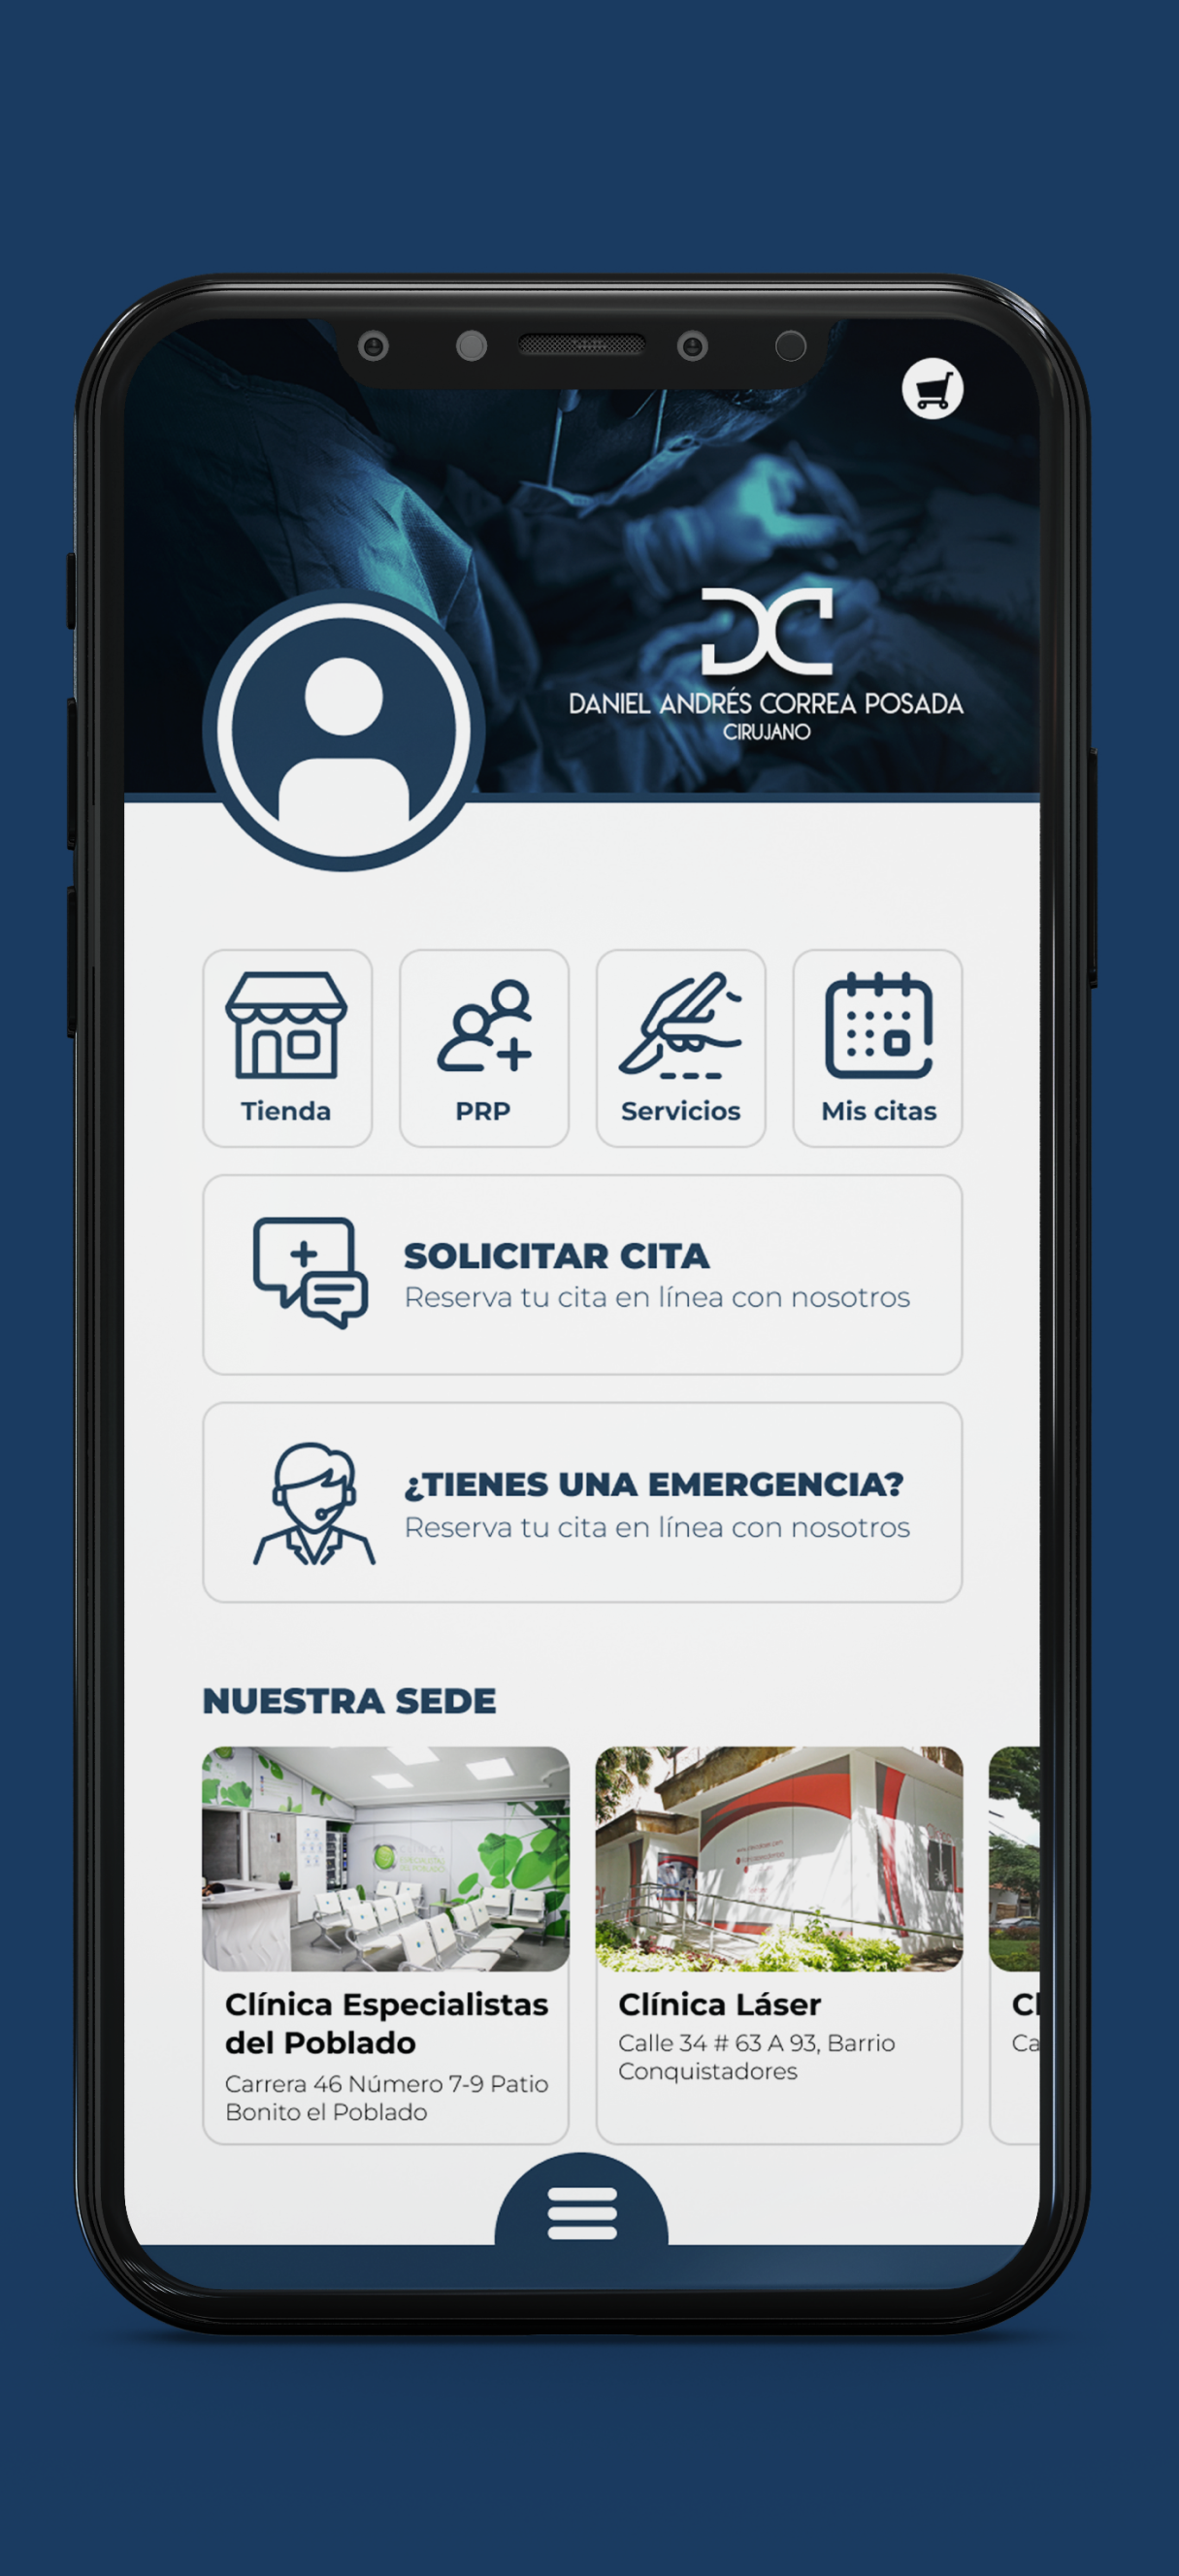 DC
DANIEL ANDRÉS CORREA POSADA
CIRUJANO
Tienda
PRP
Servicios
Mis citas
SOLICITAR CITA
Reserva tu cita en línea con nosotros
¿TIENES UNA EMERGENCIA?
Reserva tu cita en línea con nosotros
NUESTRA SEDE
CLÍNICA
Clínica Especialistas
del Poblado
Carrera 46 Número 7-9 Patio
Bonito el Poblado
Clínica Láser
Calle 34 # 63 A 93, Barrio
Conquistadores
Cl
Ca